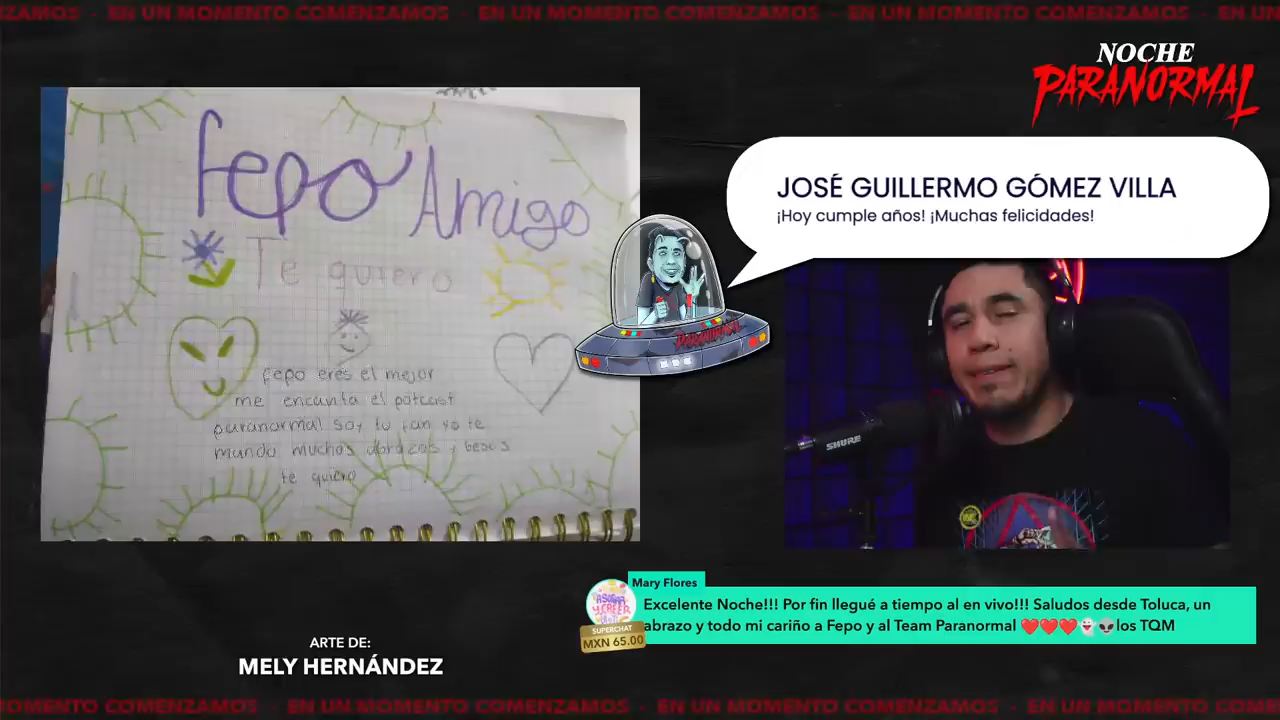 ZAMOS - EN UN MOMENTO COMENZAMOS - EN UN MOMENTO COMENZAMOS - EN UN
NOCHE
PARANORMAL
JOSÉ GUILLERMO GÓMEZ VILLA
¡Hoy cumple años! ¡Muchas felicidades!
fepo Amigo
Te quiero
fepo eres el mejor
me encanta el potcast
paranormal soy tu fan yo te
mando muchos abrazos y besos
te quiero
PARANORMAL
SHURE
Mary Flores
Excelente Noche!!! Por fin llegué a tiempo al en vivo!!! Saludos desde Toluca, un
abrazo y todo mi cariño a Fepo y al Team Paranormal ❤️❤️❤️👻👽los TQM
SUPERCHAT
MXN 65.00
ARTE DE:
MELY HERNÁNDEZ
OMENTO COMENZAMOS - EN UN MOMENTO COMENZAMOS - EN UN MOMENTO COMENZAMOS - EN UN MOMENTO COME